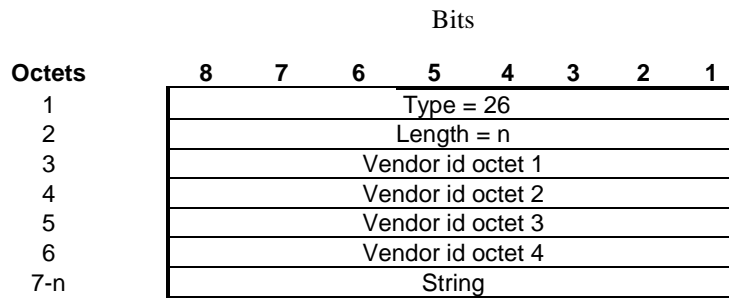 Bits
Octets 8 7 6 5 4 3 2 1
1 Type = 26
2 Length = n
3 Vendor id octet 1
4 Vendor id octet 2
5 Vendor id octet 3
6 Vendor id octet 4
7-n String